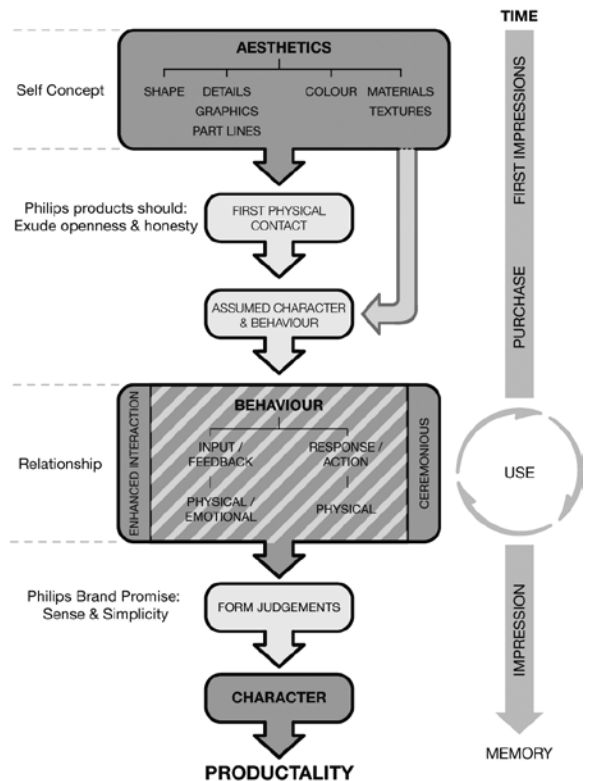 TIME
AESTHETICS
SHAPE
DETAILS
GRAPHICS
PART LINES
COLOUR
MATERIALS
TEXTURES
Self Concept
FIRST IMPRESSIONS
Philips products should:
Exude openness & honesty
FIRST PHYSICAL
CONTACT
PURCHASE
ASSUMED CHARACTER
& BEHAVIOUR
Relationship
ENHANCED INTERACTION
BEHAVIOUR
INPUT /
FEEDBACK
PHYSICAL /
EMOTIONAL
RESPONSE /
ACTION
PHYSICAL
CEREMONIOUS
USE
Philips Brand Promise:
Sense & Simplicity
FORM JUDGEMENTS
IMPRESSION
CHARACTER
MEMORY
PRODUCTALITY